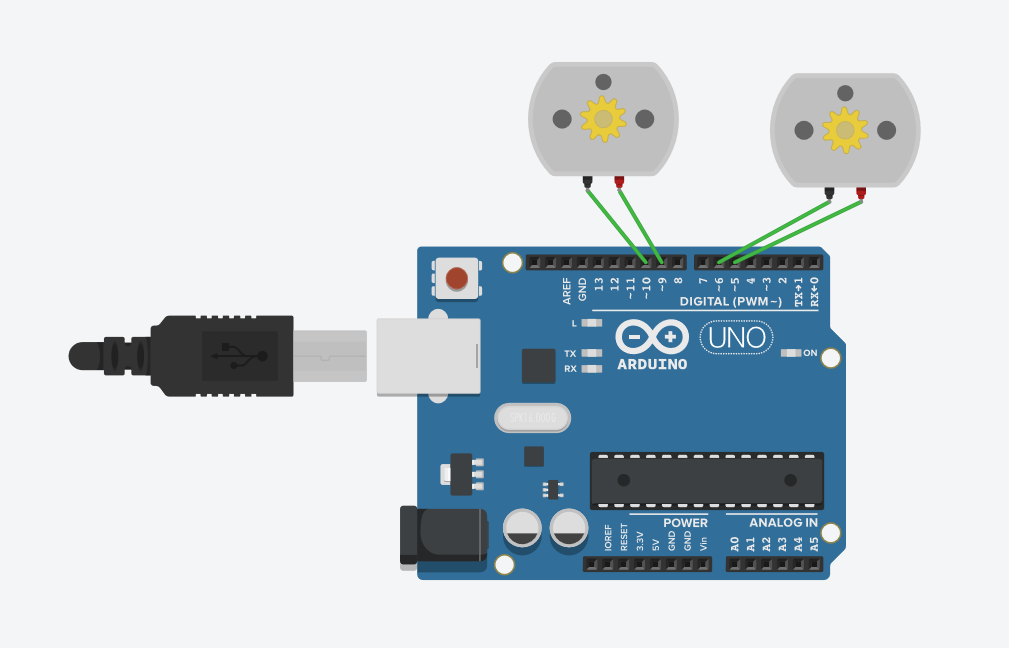 AREF
GND
13
12
~11
~10
~9
8
7
~6
~5
4
~3
2
TX→1
RX←0
DIGITAL (PWM~)
L
TX
RX
ARDUINO
UNO
ON
POWER
ANALOG IN
IOREF
RESET
3.3V
5V
GND
GND
Vin
A0
A1
A2
A3
A4
A5